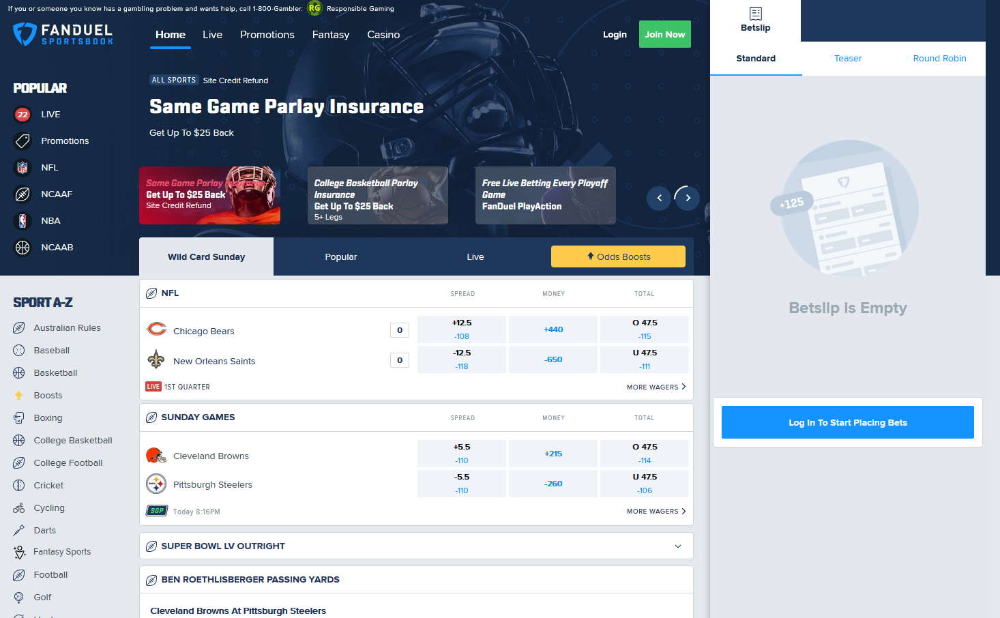 If you or someone you know has a gambling problem and wants help, call 1-800-Gambler. RG Responsible Gaming
FANDUEL
SPORTSBOOK
Home Live Promotions Fantasy Casino
Login Join Now
POPULAR
22 LIVE
Promotions
NFL
NCAAF
NBA
NCAAB
SPORT A-Z
Australian Rules
Baseball
Basketball
Boosts
Boxing
College Basketball
College Football
Cricket
Cycling
Darts
Fantasy Sports
Football
Golf
ALL SPORTS Site Credit Refund
Same Game Parlay Insurance
Get Up To $25 Back
Same Game Parlay Insurance
Get Up To $25 Back
Site Credit Refund
College Basketball Parlay
Insurance
Get Up To $25 Back
5+ Legs
Free Live Betting Every Playoff
Game
FanDuel PlayAction
Wild Card Sunday Popular Live Odds Boosts
NFL SPREAD MONEY TOTAL
Chicago Bears 0 +12.5 -108 +440 O 47.5 -115
New Orleans Saints 0 -12.5 -118 -650 U 47.5 -111
LIVE 1ST QUARTER MORE WAGERS
SUNDAY GAMES SPREAD MONEY TOTAL
Cleveland Browns +5.5 -110 +215 O 47.5 -114
Pittsburgh Steelers -5.5 -110 -260 U 47.5 -106
SGP Today 8:16PM MORE WAGERS
SUPER BOWL LV OUTRIGHT
BEN ROETHLISBERGER PASSING YARDS
Cleveland Browns At Pittsburgh Steelers
Betslip
Standard Teaser Round Robin
+125
Betslip Is Empty
Log In To Start Placing Bets